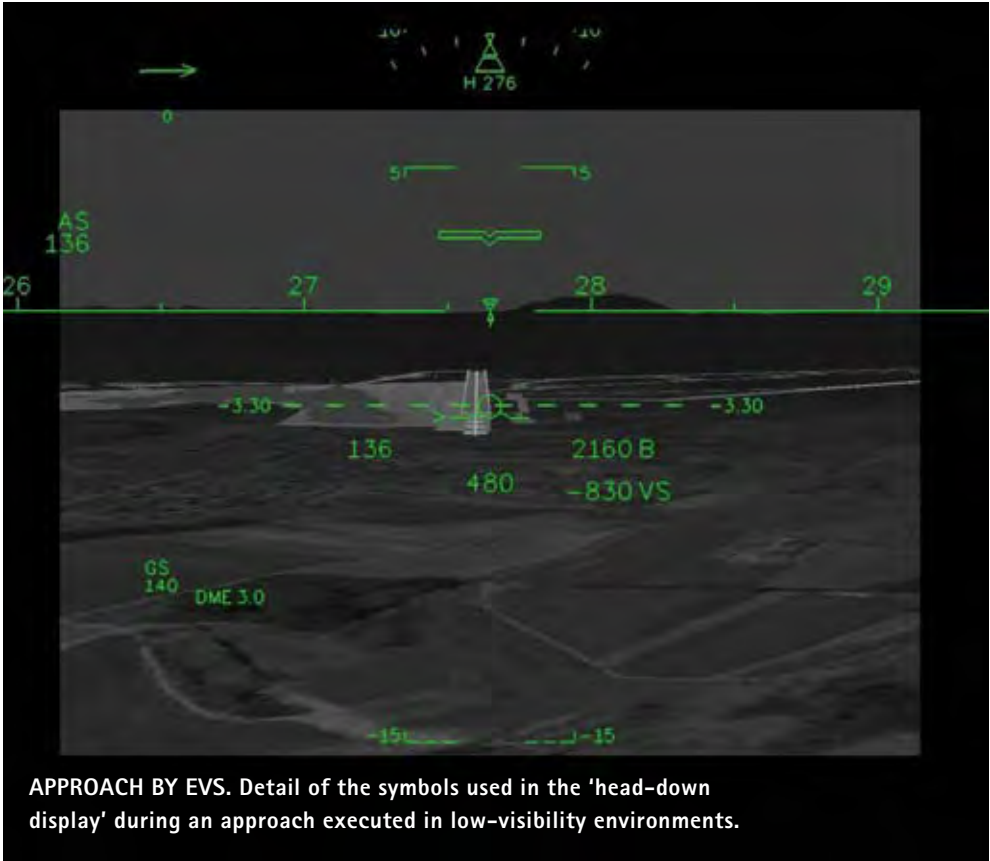 10 10
H 276
0
5 5
AS
136
26 27 28 29
-3.30 -3.30
136 2160 B
480 -830 VS
GS
140 DME 3.0
-15 -15
APPROACH BY EVS. Detail of the symbols used in the ‘head-down
display’ during an approach executed in low-visibility environments.